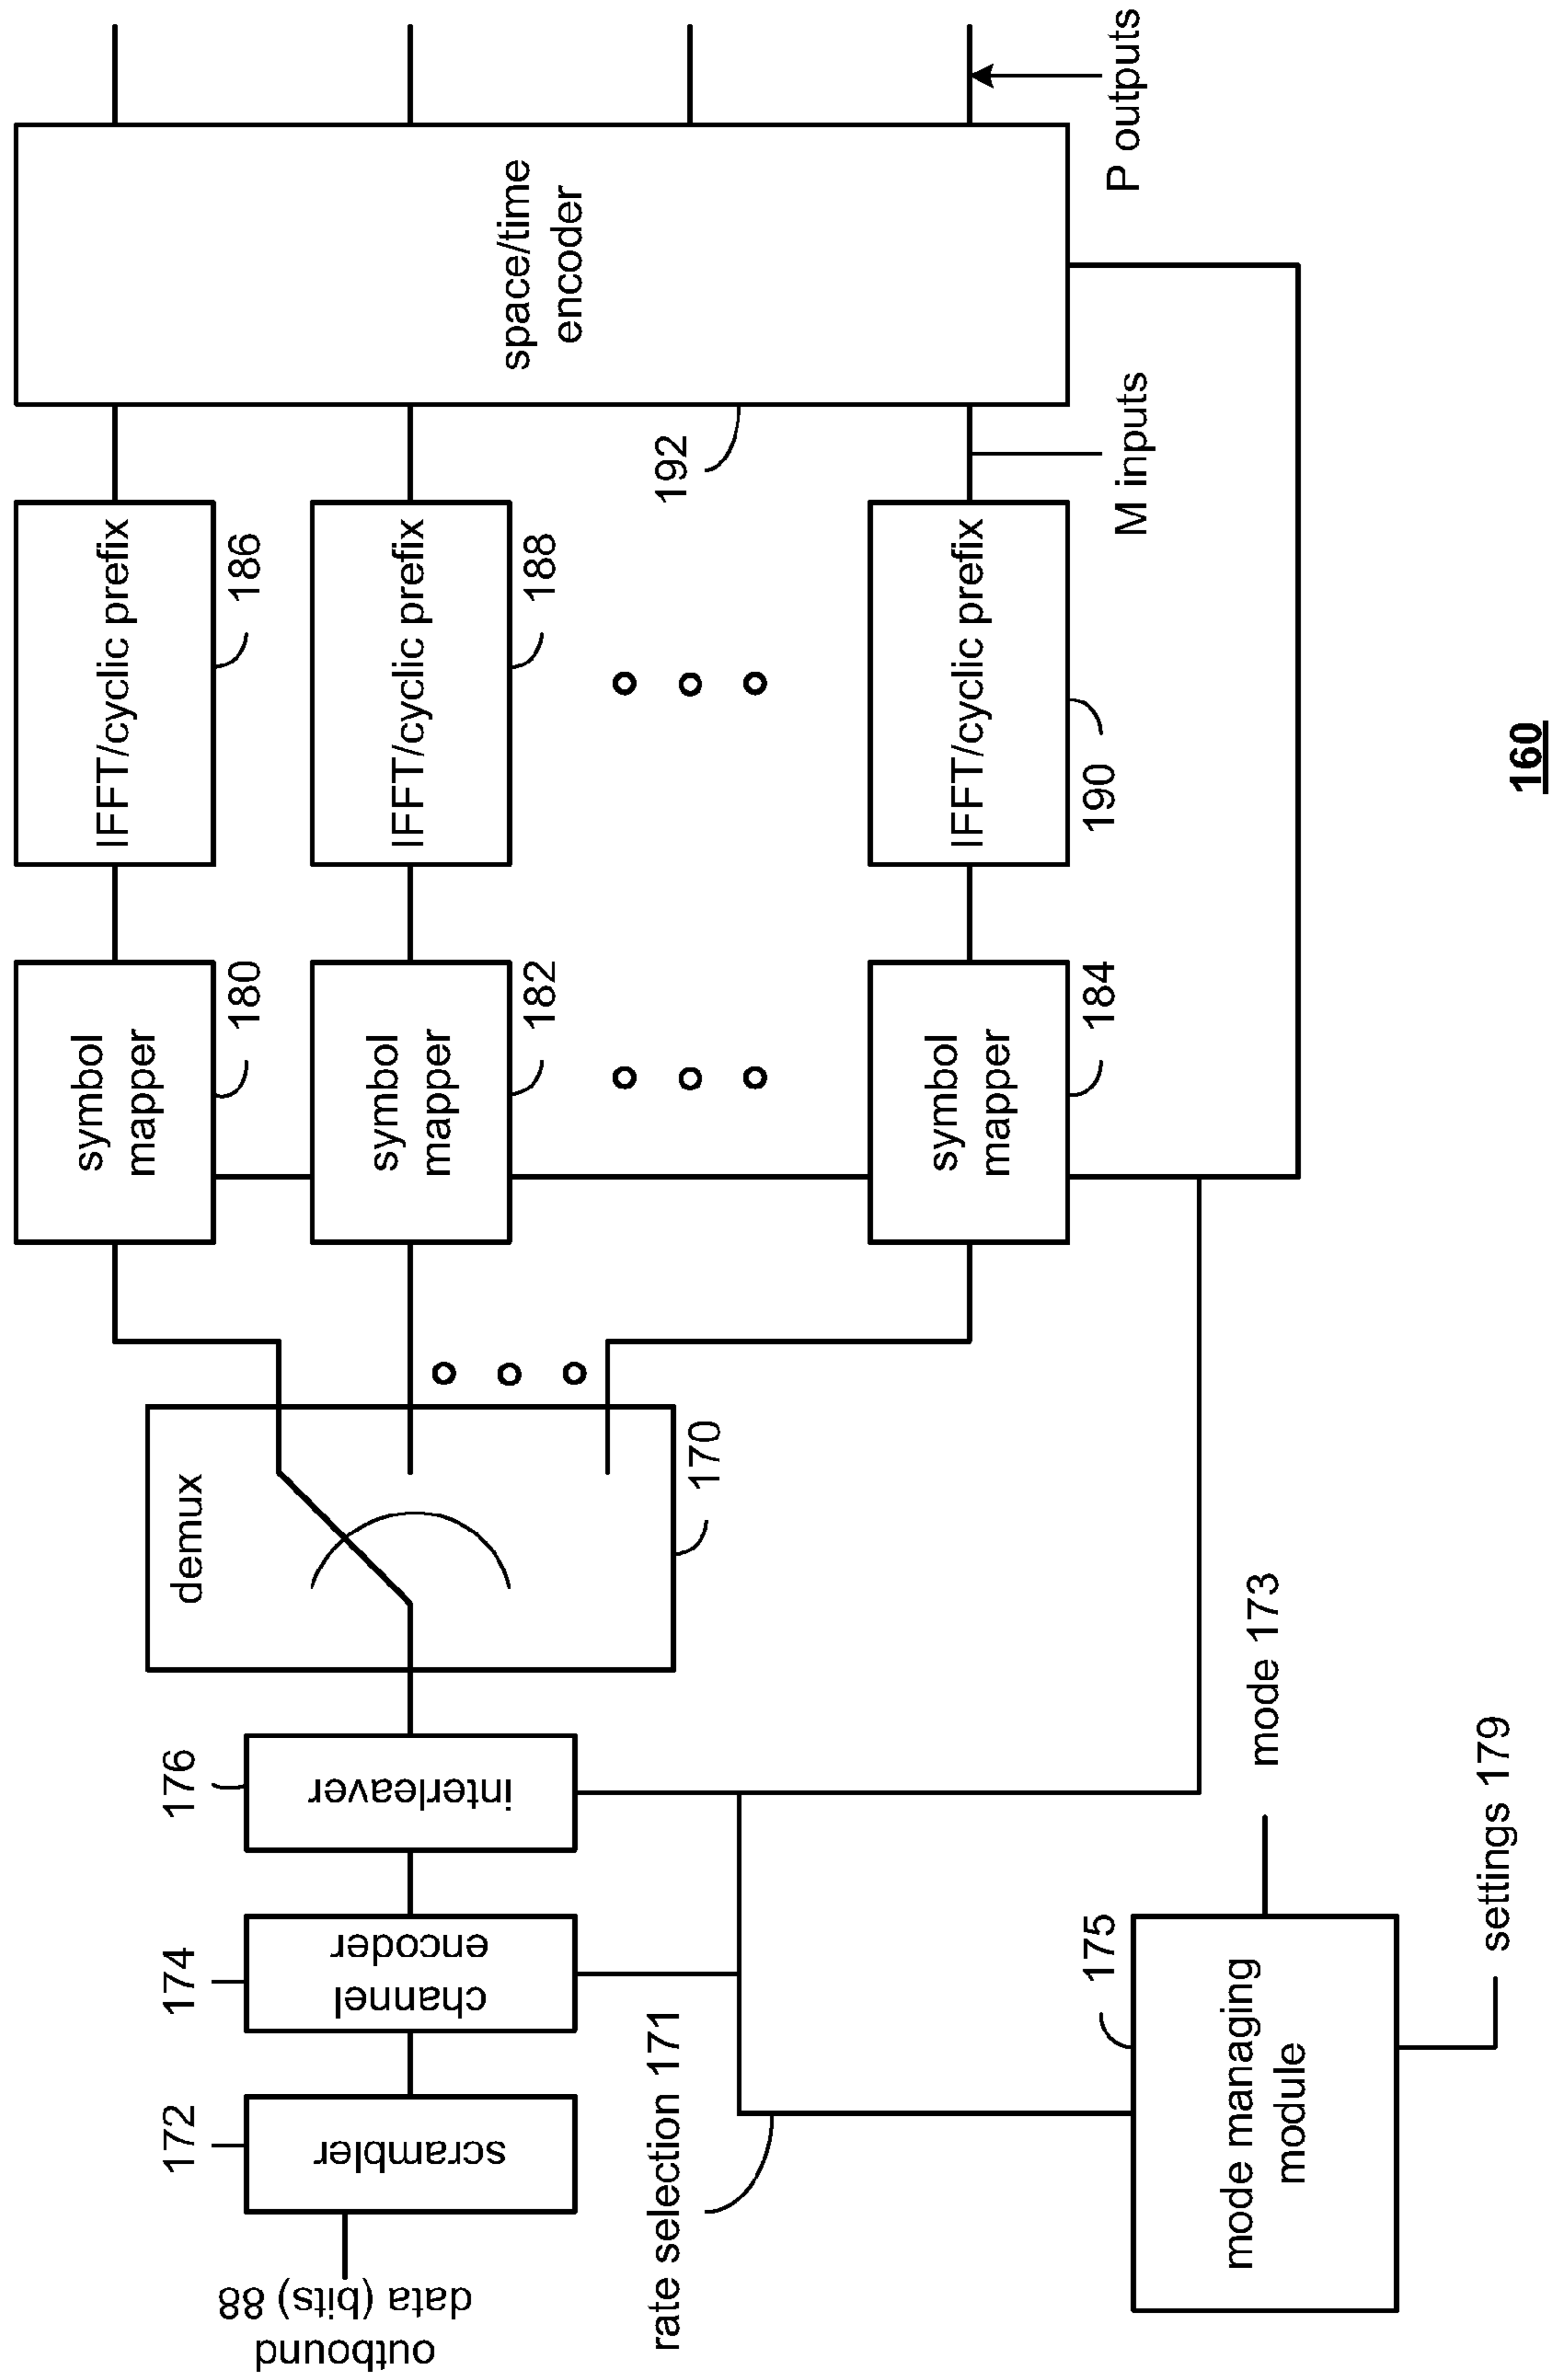 outbound
data (bits) 88
172
scrambler
174
channel
encoder
176
interleaver
demux
170
symbol
mapper
180
symbol
mapper
182
symbol
mapper
184
IFFT/cyclic prefix
186
IFFT/cyclic prefix
188
IFFT/cyclic prefix
190
space/time
encoder
192
M inputs
P outputs
rate selection 171
mode managing
module
175
mode 173
settings 179
160